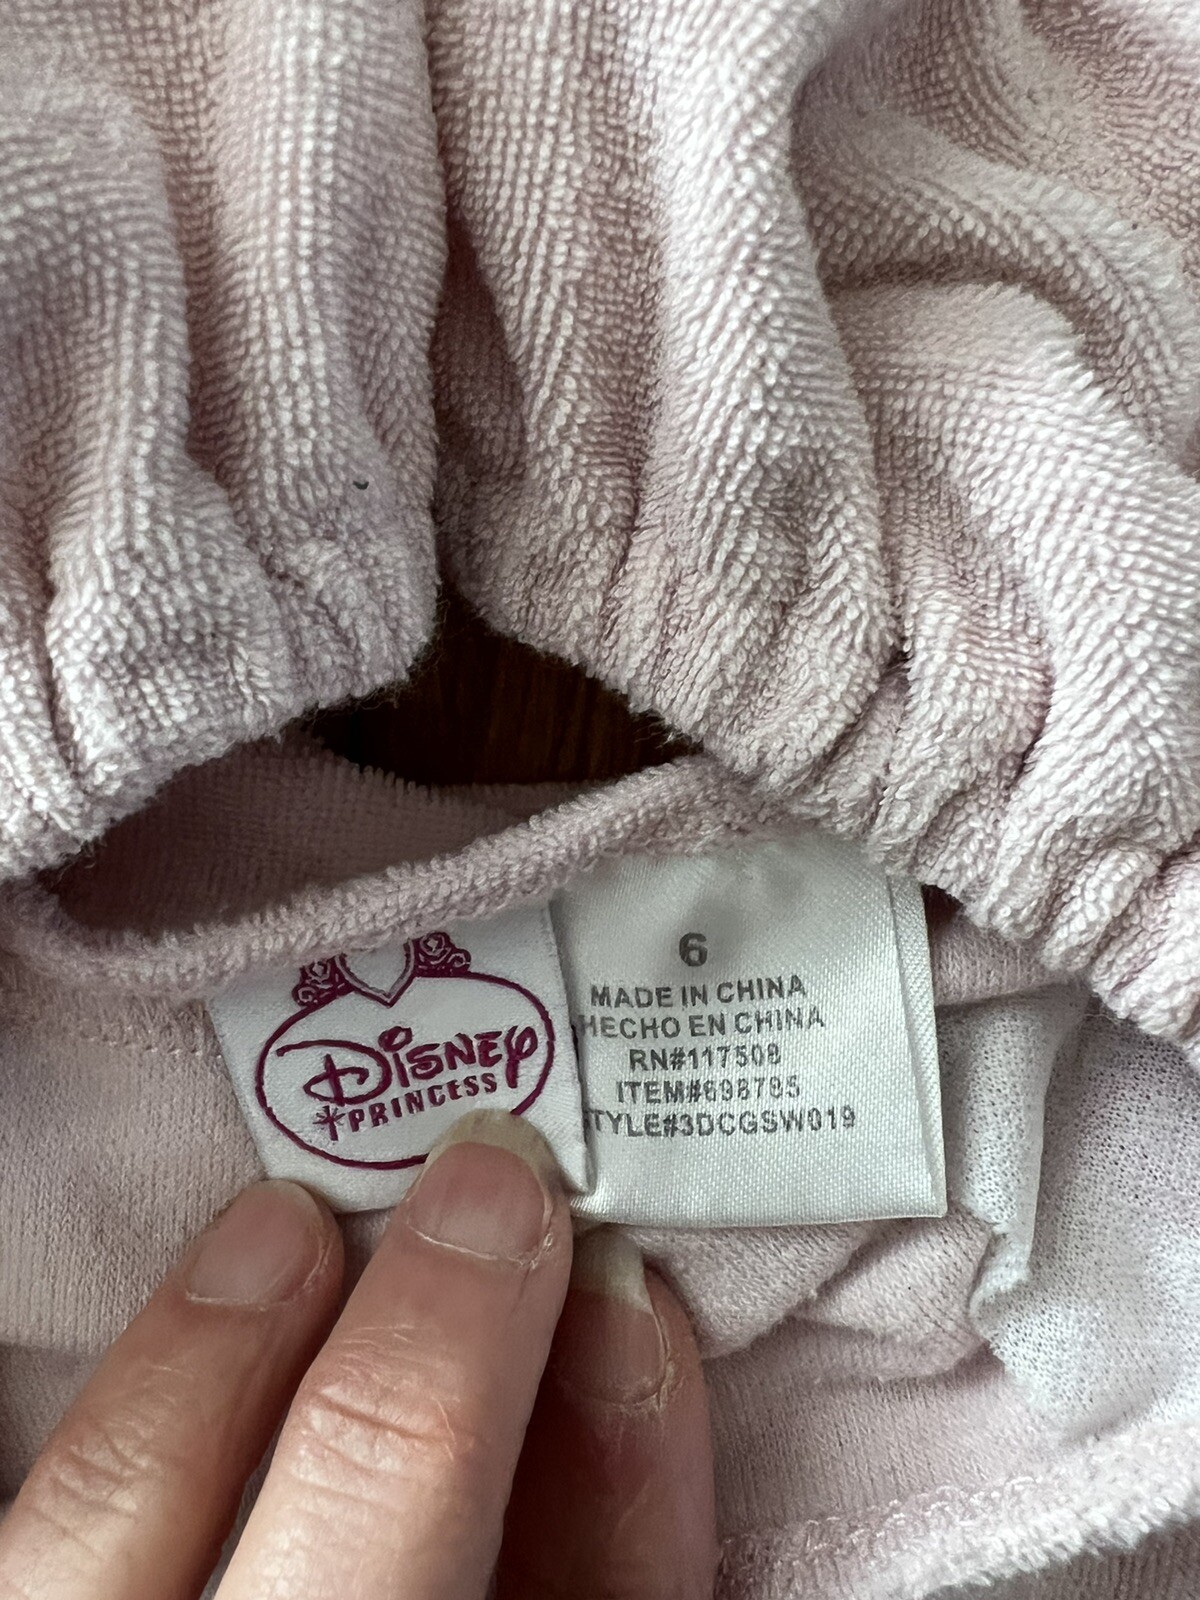 DISNEY
PRINCESS
6
MADE IN CHINA
HECHO EN CHINA
RN#117508
ITEM#698785
STYLE#3DCGSW019